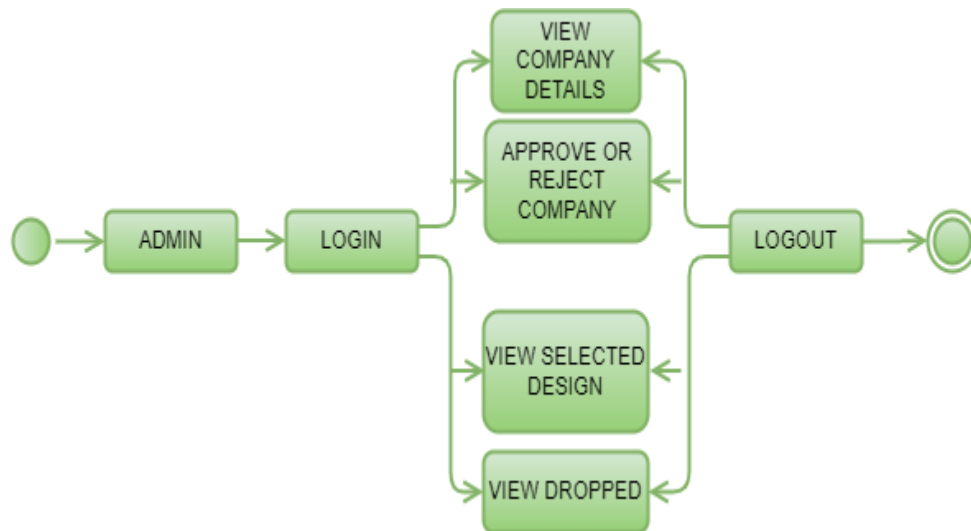 VIEW
COMPANY
DETAILS
APPROVE OR
REJECT
COMPANY
ADMIN
LOGIN
LOGOUT
VIEW SELECTED
DESIGN
VIEW DROPPED